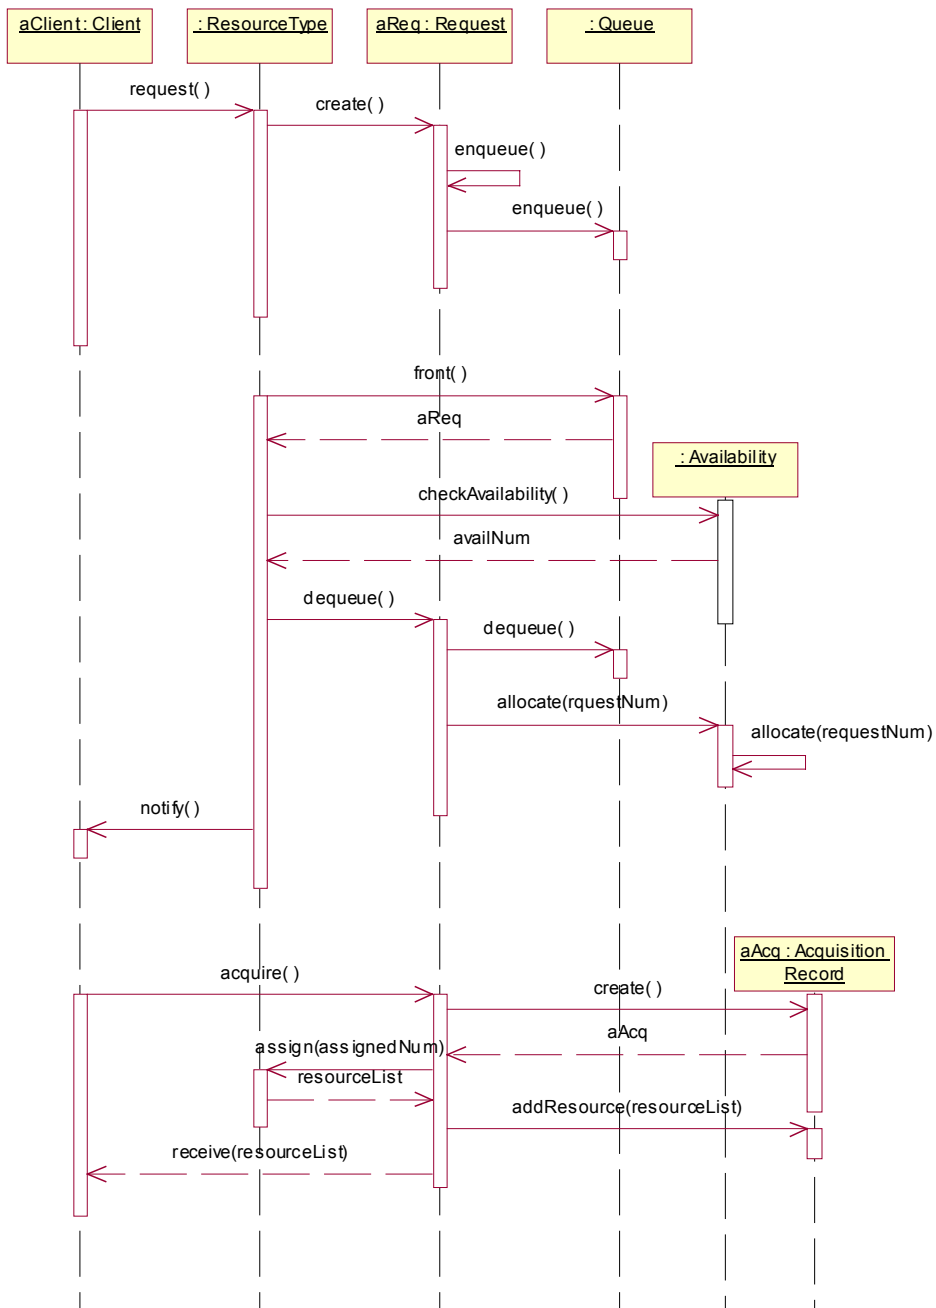 aClient : Client
: ResourceType
aReq : Request
: Queue
request( )
create( )
enqueue( )
enqueue( )
front( )
aReq
: Availability
checkAvailability( )
availNum
dequeue( )
dequeue( )
allocate(rquestNum)
allocate(requestNum)
notify( )
aAcq : Acquisition
Record
acquire( )
create( )
aAcq
assign(assignedNum)
resourceList
addResource(resourceList)
receive(resourceList)